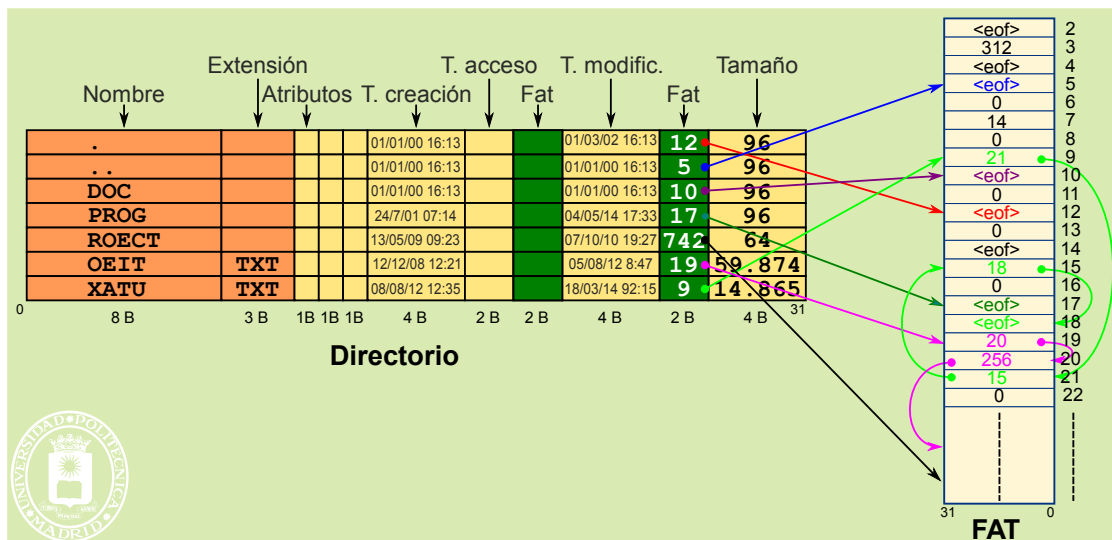 Nombre Extensión Atributos T. creación T. acceso Fat T. modific. Fat Tamaño
. 01/01/00 16:13 01/03/02 16:13 12 96
.. 01/01/00 16:13 01/01/00 16:13 5 96
DOC 01/01/00 16:13 01/01/00 16:13 10 96
PROG 24/7/01 07:14 04/05/14 17:33 17 96
ROECT 13/05/09 09:23 07/10/10 19:27 742 64
OEIT TXT 12/12/08 12:21 05/08/12 8:47 19 59.874
XATU TXT 08/08/12 12:35 18/03/14 92:15 9 14.865
0 31
8 B 3 B 1B 1B 1B 4 B 2 B 2 B 4 B 2 B 4 B
Directorio
<eof> 2
312 3
<eof> 4
<eof> 5
0 6
14 7
0 8
21 9
<eof> 10
0 11
<eof> 12
0 13
<eof> 14
18 15
0 16
<eof> 17
<eof> 18
20 19
256 20
15 21
0 22
31 0
FAT
UNIVERSIDAD POLITECNICA
MADRID